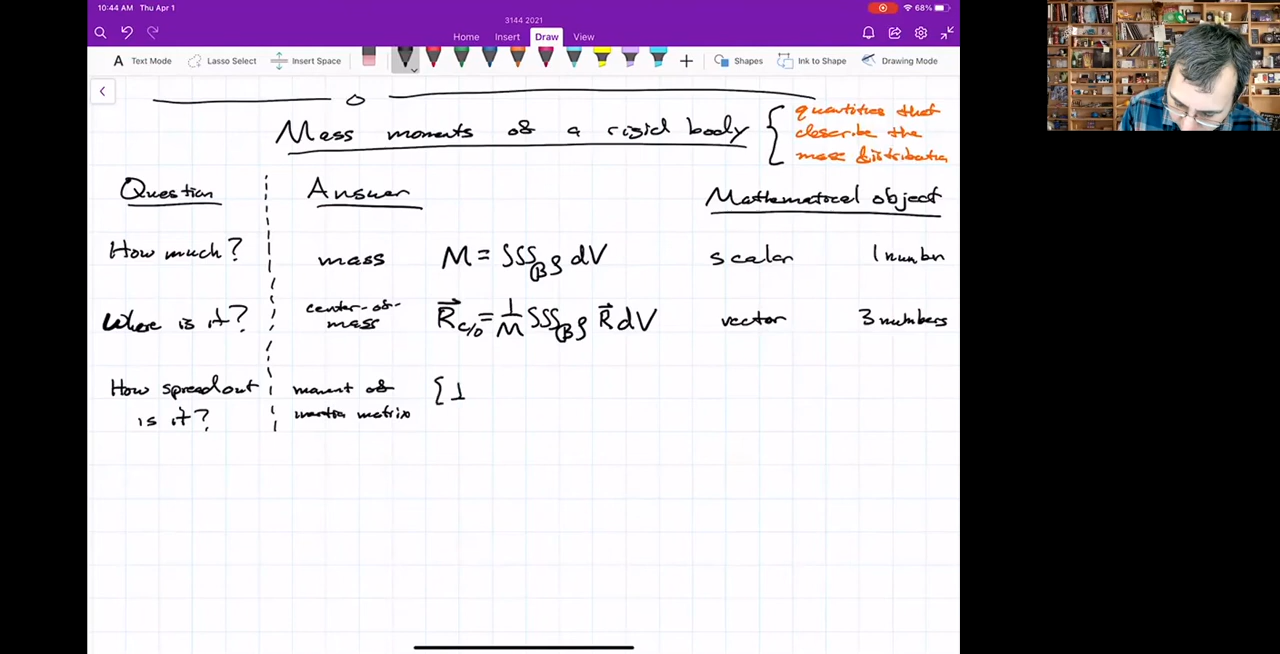 10:44 AM Thu Apr 1
68%
3144 2021
Home Insert Draw View
Text Mode Lasso Select Insert Space Shapes Ink to Shape Drawing Mode
Mass moments of a rigid body { quantities that
describe the
mass distribution
Question Answer Mathematical object
How much? mass M = ∭_B ρ dV scalar 1 number
Where is it? center-of-mass R⃗_{c/o} = 1/M ∭_B ρ R⃗ dV vector 3 numbers
How spread out moment of [I
is it? inertia matrix